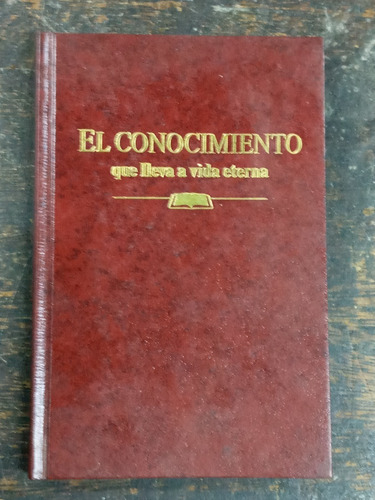 EL CONOCIMIENTO
que lleva a vida eterna